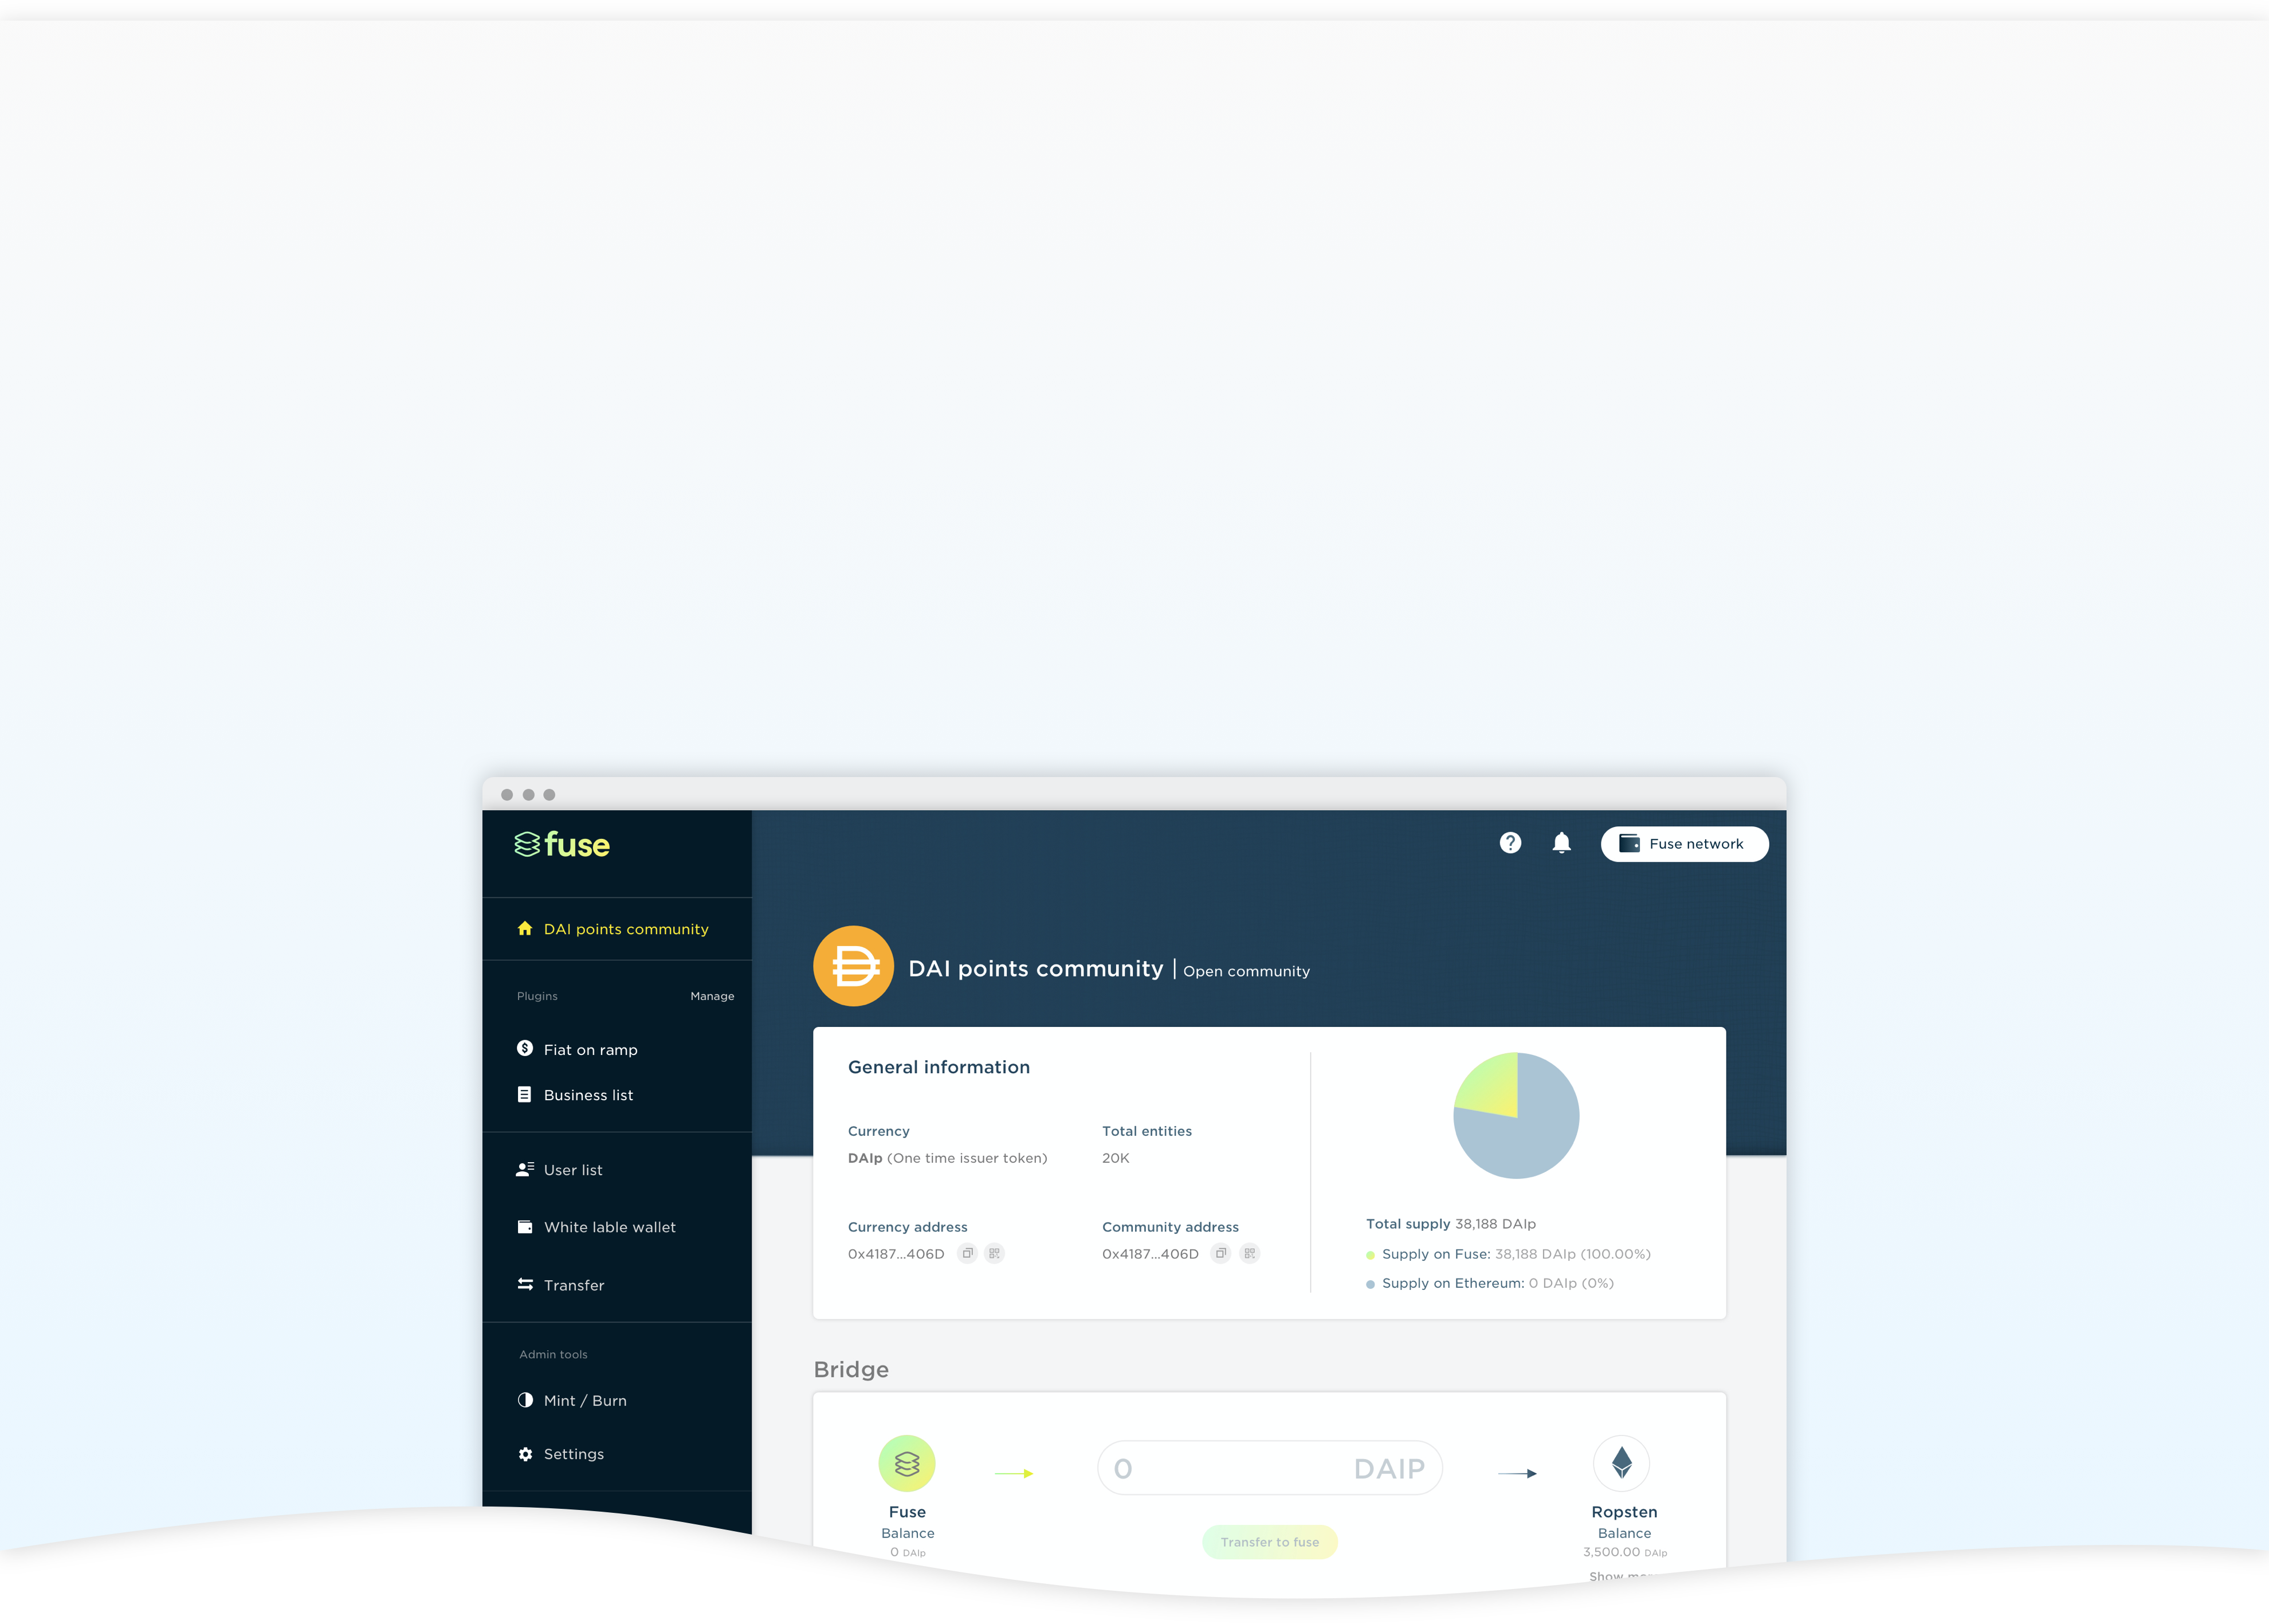 fuse
Fuse network
DAI points community
DAI points community | Open community
Plugins Manage
Fiat on ramp
Business list
User list
White lable wallet
Transfer
Admin tools
Mint / Burn
Settings
General information
Currency
DAIp (One time issuer token)
Total entities
20K
Currency address
0x4187...406D
Community address
0x4187...406D
Total supply 38,188 DAIp
Supply on Fuse: 38,188 DAIp (100.00%)
Supply on Ethereum: 0 DAIp (0%)
Bridge
Fuse
Balance
0 DAIp
0 DAIP
Transfer to fuse
Ropsten
Balance
3,500.00 DAIp
Show